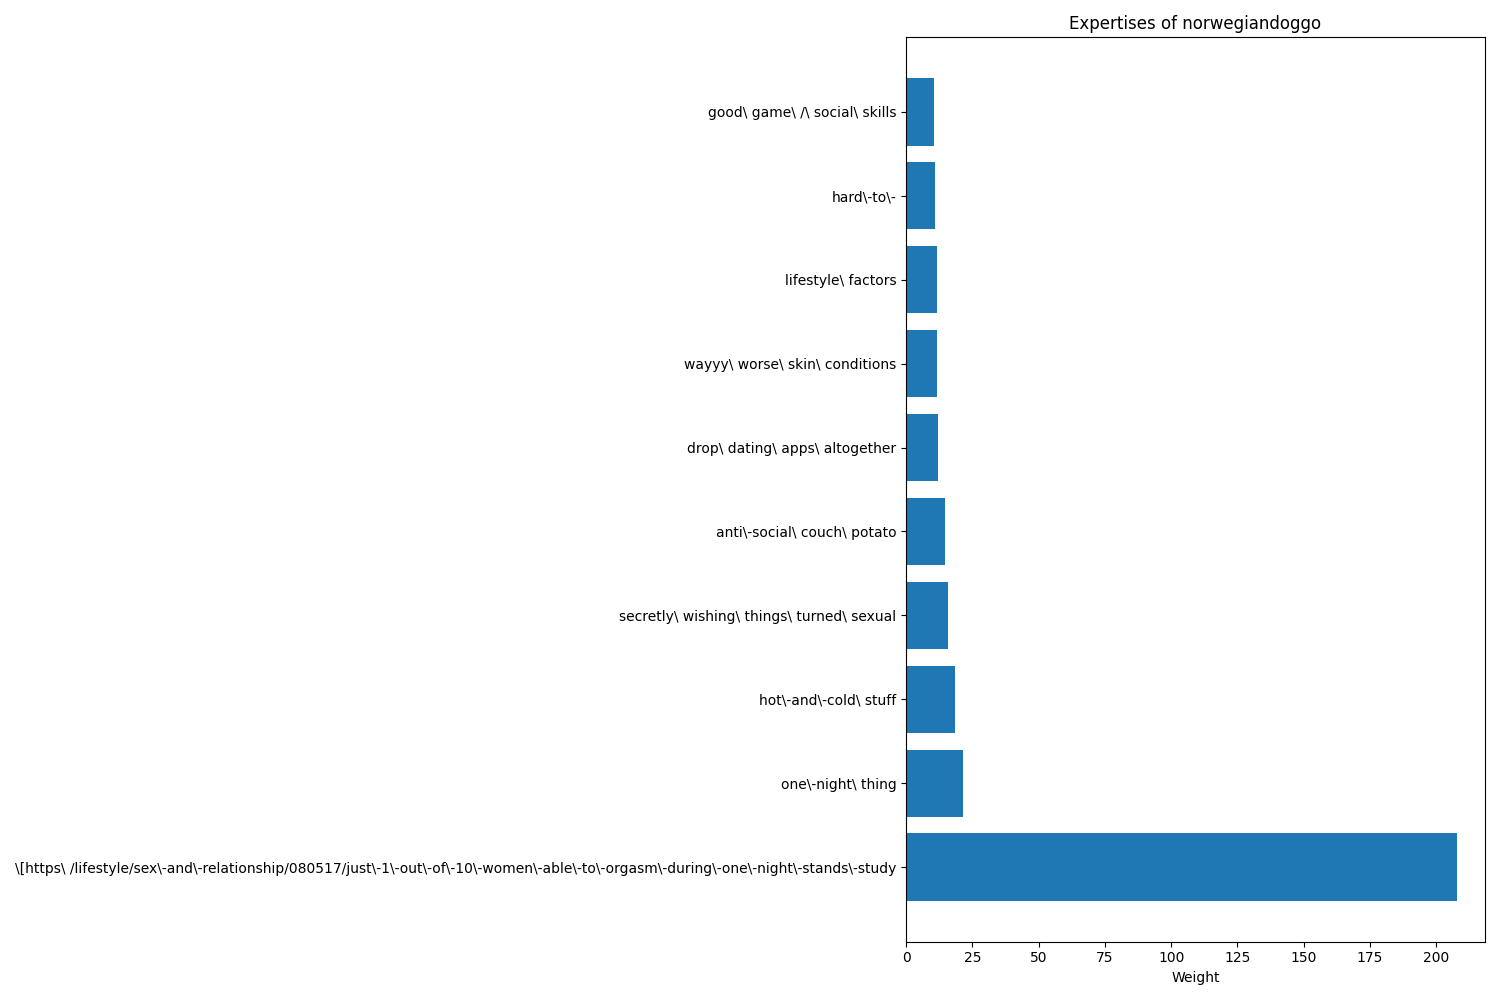 Expertises of norwegiandoggo
good\ game\ /\ social\ skills
hard\-to\-
lifestyle\ factors
wayyy\ worse\ skin\ conditions
drop\ dating\ apps\ altogether
anti\-social\ couch\ potato
secretly\ wishing\ things\ turned\ sexual
hot\-and\-cold\ stuff
one\-night\ thing
\[https\ /lifestyle/sex\-and\-relationship/080517/just\-1\-out\-of\-10\-women\-able\-to\-orgasm\-during\-one\-night\-stands\-study
0 25 50 75 100 125 150 175 200
Weight